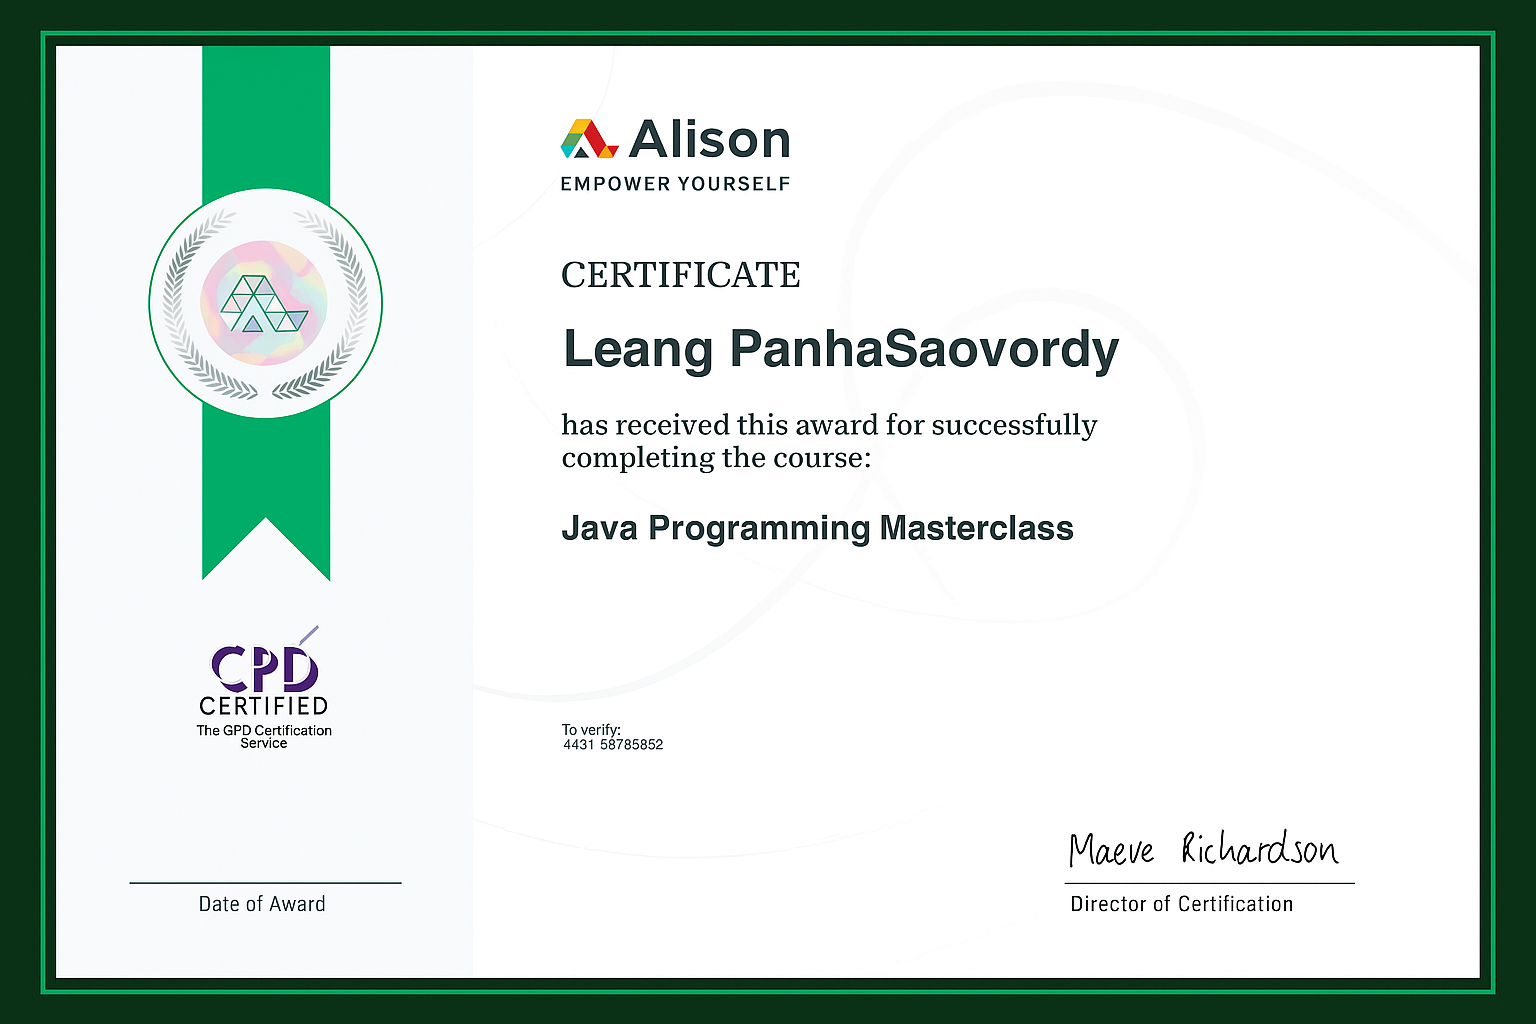 Alison
EMPOWER YOURSELF
CERTIFICATE
Leang PanhaSaovordy
has received this award for successfully
completing the course:
Java Programming Masterclass
CPD
CERTIFIED
The GPD Certification
Service
To verify:
4431 58785852
Date of Award
Maeve Richardson
Director of Certification